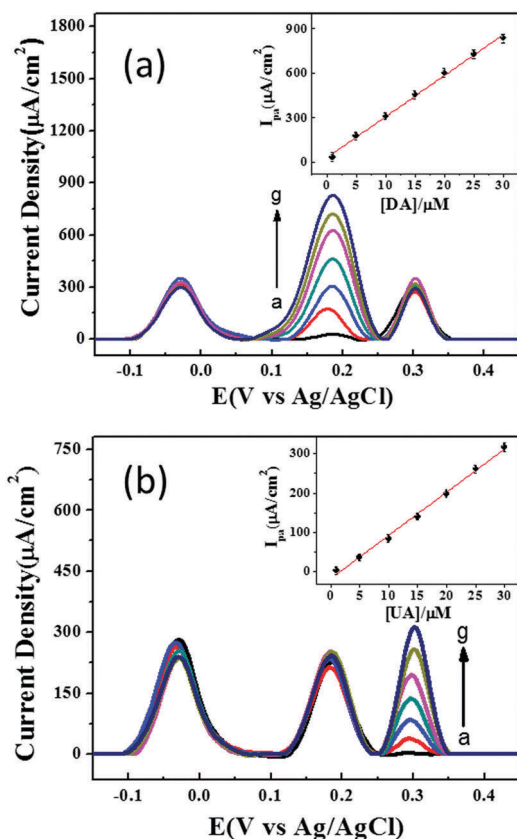 (a)
Current Density(μA/cm²)
1800
1500
1200
900
600
300
0
-0.1 0.0 0.1 0.2 0.3 0.4
E(V vs Ag/AgCl)
g
a
I_pa(μA/cm²)
900
600
300
0
5 10 15 20 25 30
[DA]/μM
(b)
Current Density(μA/cm²)
750
600
450
300
150
0
-0.1 0.0 0.1 0.2 0.3 0.4
E(V vs Ag/AgCl)
g
a
I_pa(μA/cm²)
300
200
100
0
0 5 10 15 20 25 30
[UA]/μM